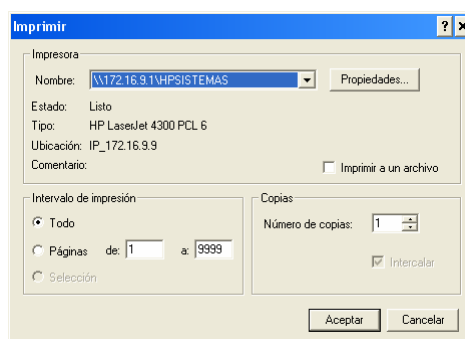 Imprimir
Impresora
Nombre: \\172.16.9.1\HPSISTEMAS Propiedades...
Estado: Listo
Tipo: HP LaserJet 4300 PCL 6
Ubicación: IP_172.16.9.9
Comentario: Imprimir a un archivo
Intervalo de impresión
Todo
Páginas de: 1 a: 9999
Selección
Copias
Número de copias: 1
Intercalar
Aceptar Cancelar